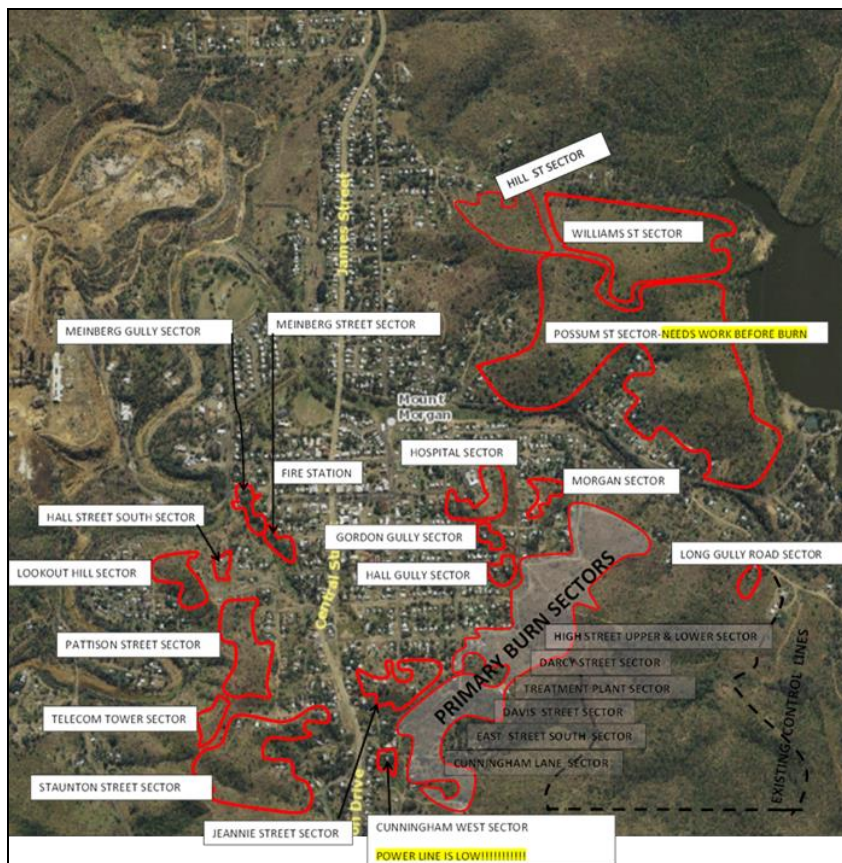 HILL ST SECTOR
WILLIAMS ST SECTOR
James Street
MEINBERG GULLY SECTOR
MEINBERG STREET SECTOR
POSSUM ST SECTOR-NEEDS WORK BEFORE BURN
Mount
Morgan
HOSPITAL SECTOR
FIRE STATION
MORGAN SECTOR
HALL STREET SOUTH SECTOR
GORDON GULLY SECTOR
LONG GULLY ROAD SECTOR
LOOKOUT HILL SECTOR
HALL GULLY SECTOR
Central St
PRIMARY BURN SECTORS
HIGH STREET UPPER & LOWER SECTOR
PATTISON STREET SECTOR
DARCY STREET SECTOR
TREATMENT PLANT SECTOR
DAVIS STREET SECTOR
TELECOM TOWER SECTOR
EAST STREET SOUTH SECTOR
EXISTING CONTROL LINES
CUNNINGHAM LANE SECTOR
STAUNTON STREET SECTOR
on Drive
JEANNIE STREET SECTOR
CUNNINGHAM WEST SECTOR
POWER LINE IS LOW!!!!!!!!!!!